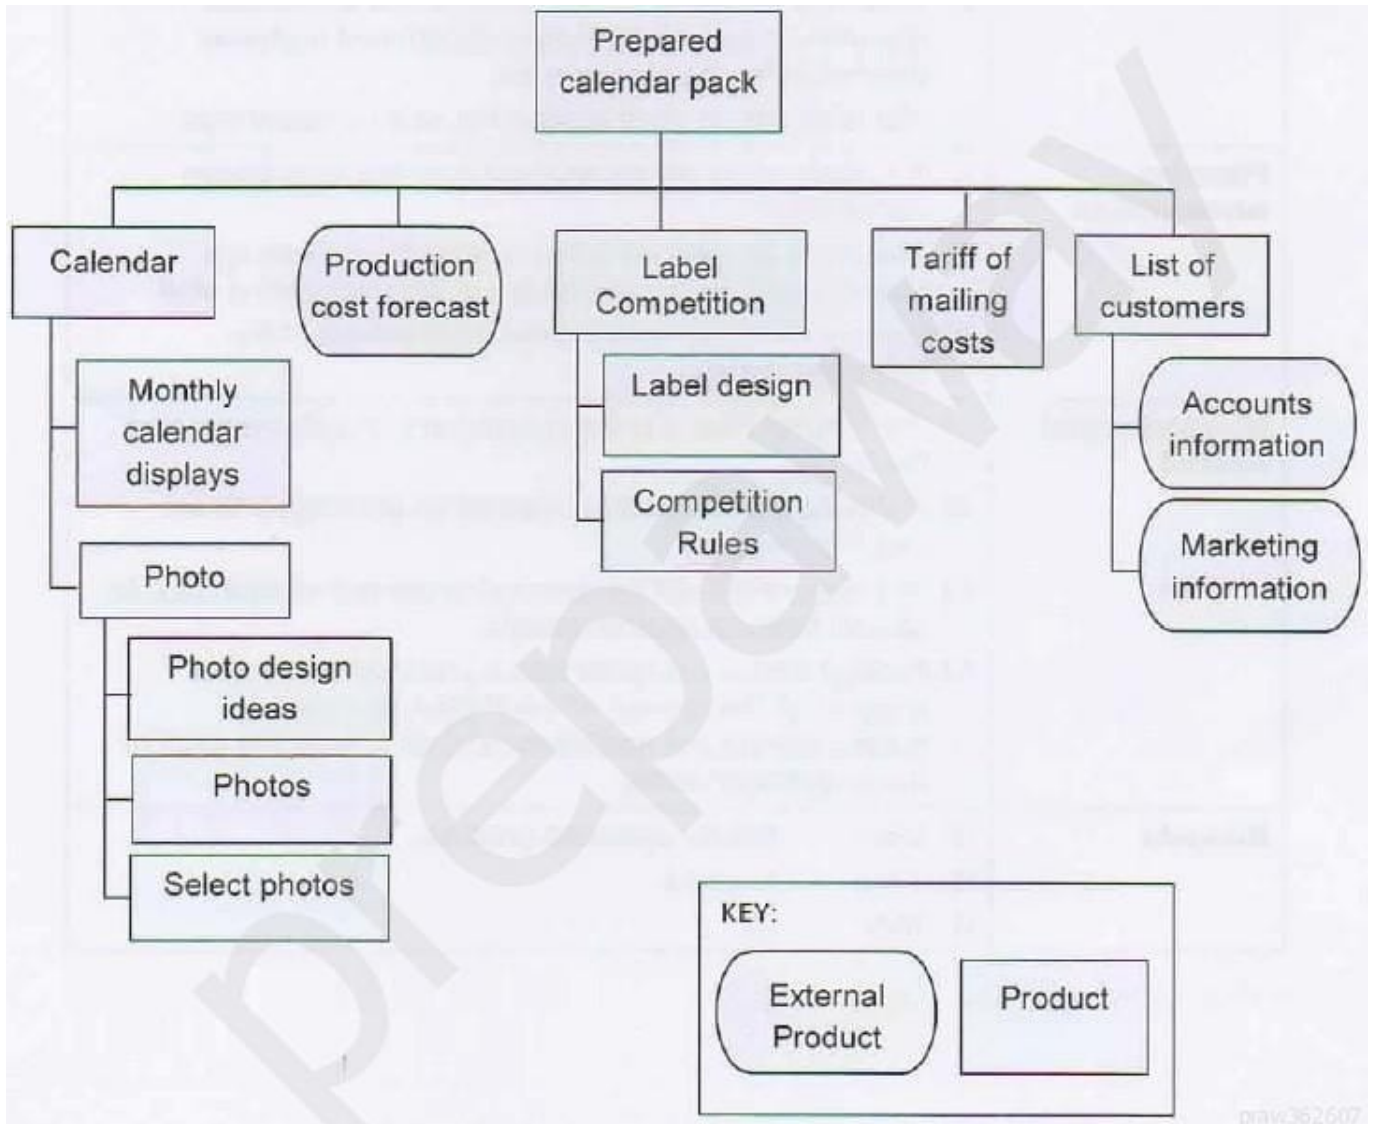 Prepared
calendar pack
Calendar
Production
cost forecast
Label
Competition
Tariff of
mailing
costs
List of
customers
Monthly
calendar
displays
Label design
Accounts
information
Competition
Rules
Marketing
information
Photo
Photo design
ideas
Photos
Select photos
KEY:
External
Product
Product
prepaway
praw362607